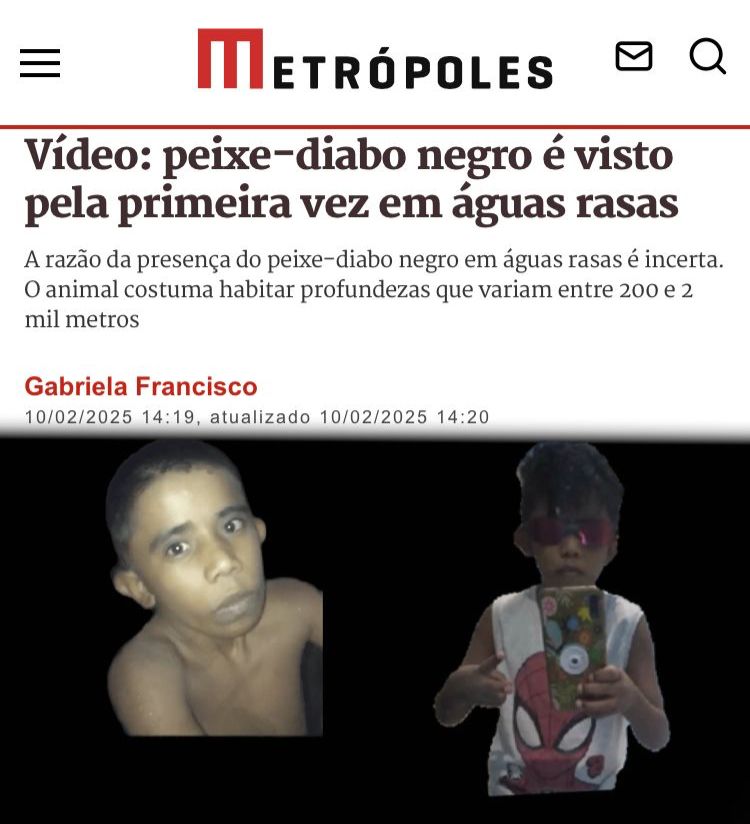 METRÓPOLES
Vídeo: peixe-diabo negro é visto
pela primeira vez em águas rasas
A razão da presença do peixe-diabo negro em águas rasas é incerta.
O animal costuma habitar profundezas que variam entre 200 e 2
mil metros
Gabriela Francisco
10/02/2025 14:19, atualizado 10/02/2025 14:20